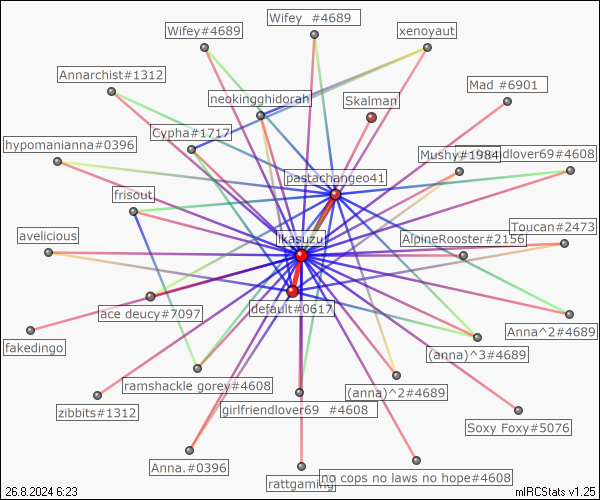 Wifey #4689
Wifey#4689
xenoyaut
Annarchist#1312
Mad #6901
neokingghidorah
Skalman
Cypha#1717
hypomanianna#0396
Mushy#1984
ndlover69#4608
pastachangeo41
frisout
Toucan#2473
avelicious
ikasuzu
AlpineRooster#2156
default#0617
ace deucy#7097
Anna^2#4689
fakedingo
(anna)^3#4689
ramshackle gorey#4608
(anna)^2#4689
zibbits#1312
girlfriendlover69 #4608
Soxy Foxy#5076
Anna.#0396
rattgaming
no cops no laws no hope#4608
26.8.2024 6:23
mIRCStats v1.25